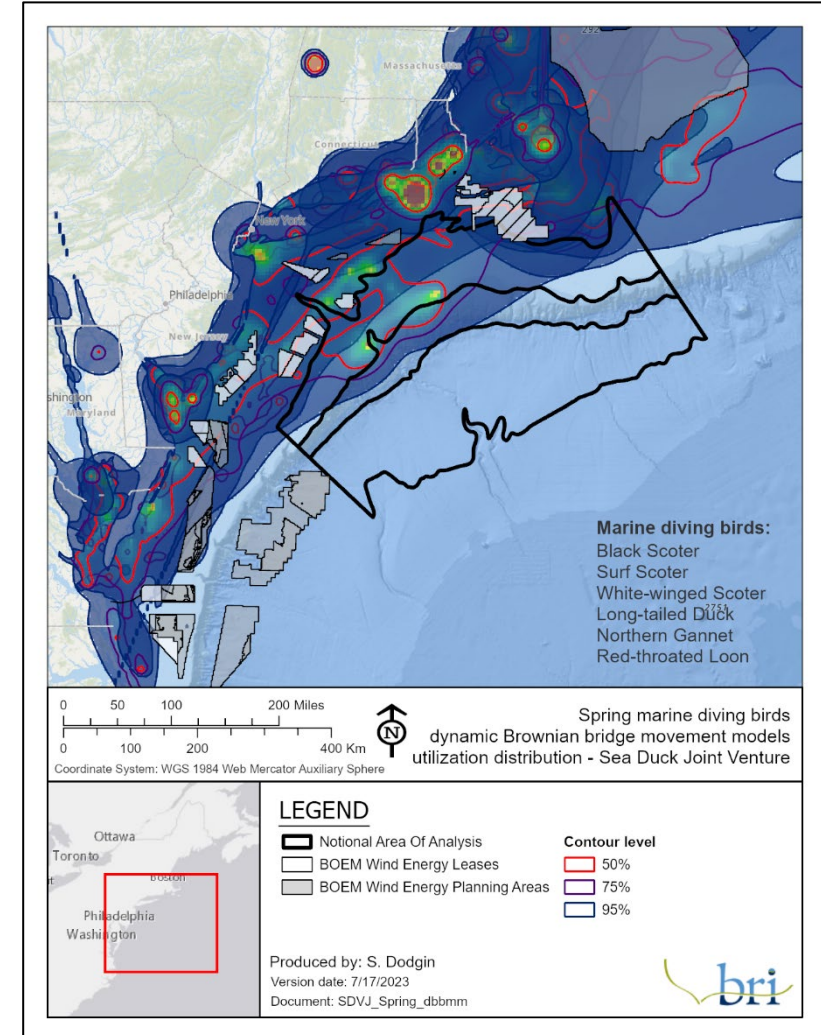 292
Massachusetts
Connecticut
New York
Philadelphia
New Jersey
shington
Maryland
Marine diving birds:
Black Scoter
Surf Scoter
White-winged Scoter
Long-tailed Duck
Northern Gannet
Red-throated Loon
0 50 100 200 Miles
0 100 200 400 Km
Coordinate System: WGS 1984 Web Mercator Auxiliary Sphere
N
Spring marine diving birds
dynamic Brownian bridge movement models
utilization distribution - Sea Duck Joint Venture
Ottawa
Toronto
Boston
Philadelphia
Washington
LEGEND
Notional Area Of Analysis
BOEM Wind Energy Leases
BOEM Wind Energy Planning Areas
Contour level
50%
75%
95%
Produced by: S. Dodgin
Version date: 7/17/2023
Document: SDVJ_Spring_dbbmm
bri